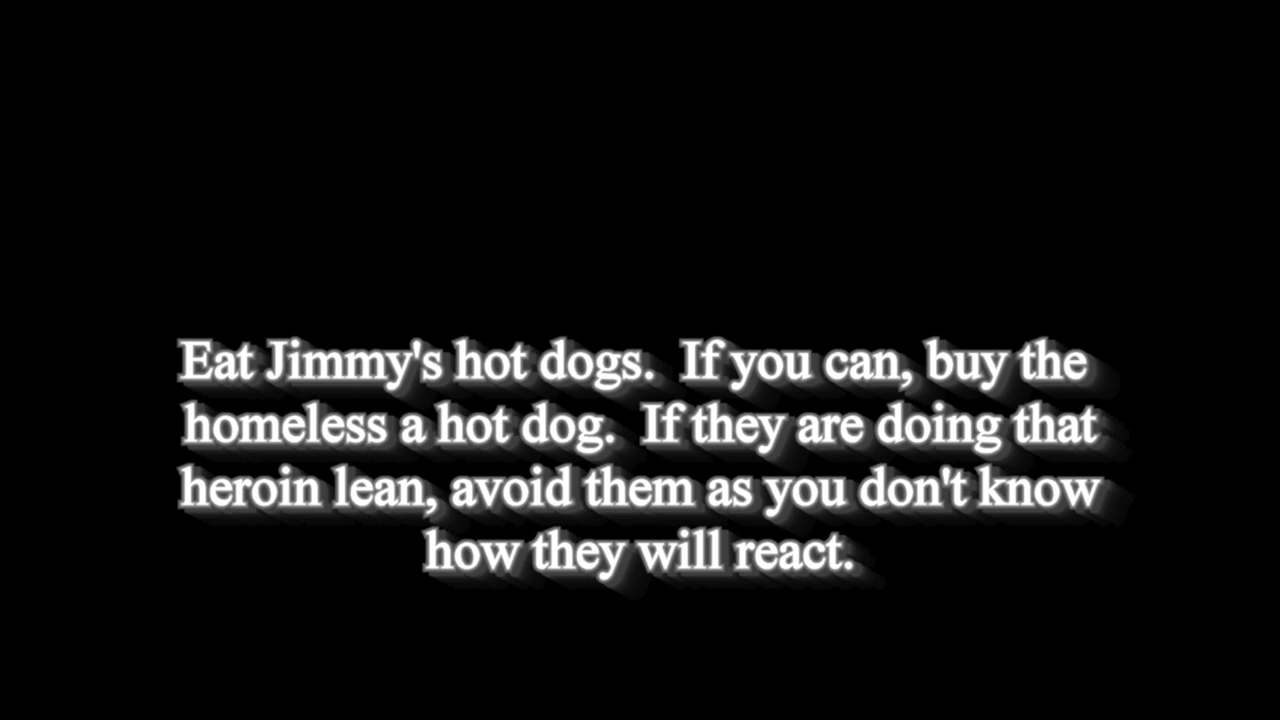 Eat Jimmy's hot dogs.  If you can, buy the
homeless a hot dog.  If they are doing that
heroin lean, avoid them as you don't know
how they will react.